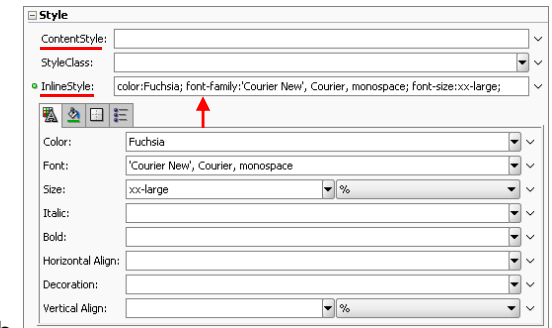 Style
ContentStyle:
StyleClass:
InlineStyle: color:Fuchsia; font-family:'Courier New', Courier, monospace; font-size:xx-large;
Color: Fuchsia
Font: 'Courier New', Courier, monospace
Size: xx-large %
Italic:
Bold:
Horizontal Align:
Decoration:
Vertical Align: %